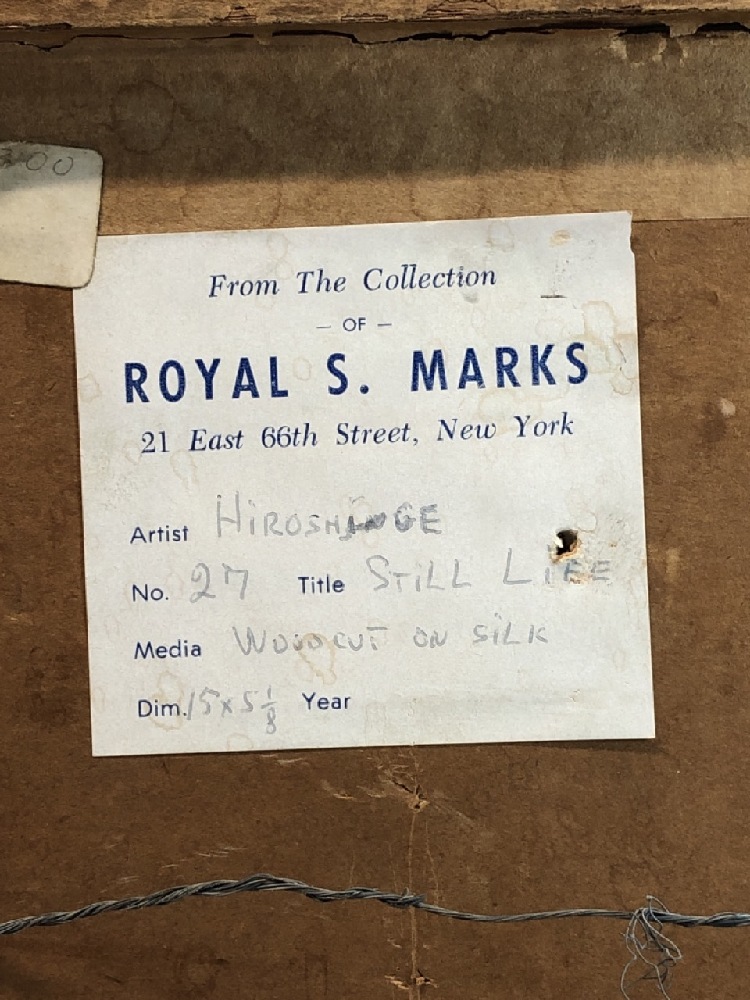 00
From The Collection
— OF —
ROYAL S. MARKS
21 East 66th Street, New York
Artist HIROSHIGE
No. 27 Title STILL LIFE
Media WOODCUT ON SILK
Dim. 15 x 5 1/8 Year